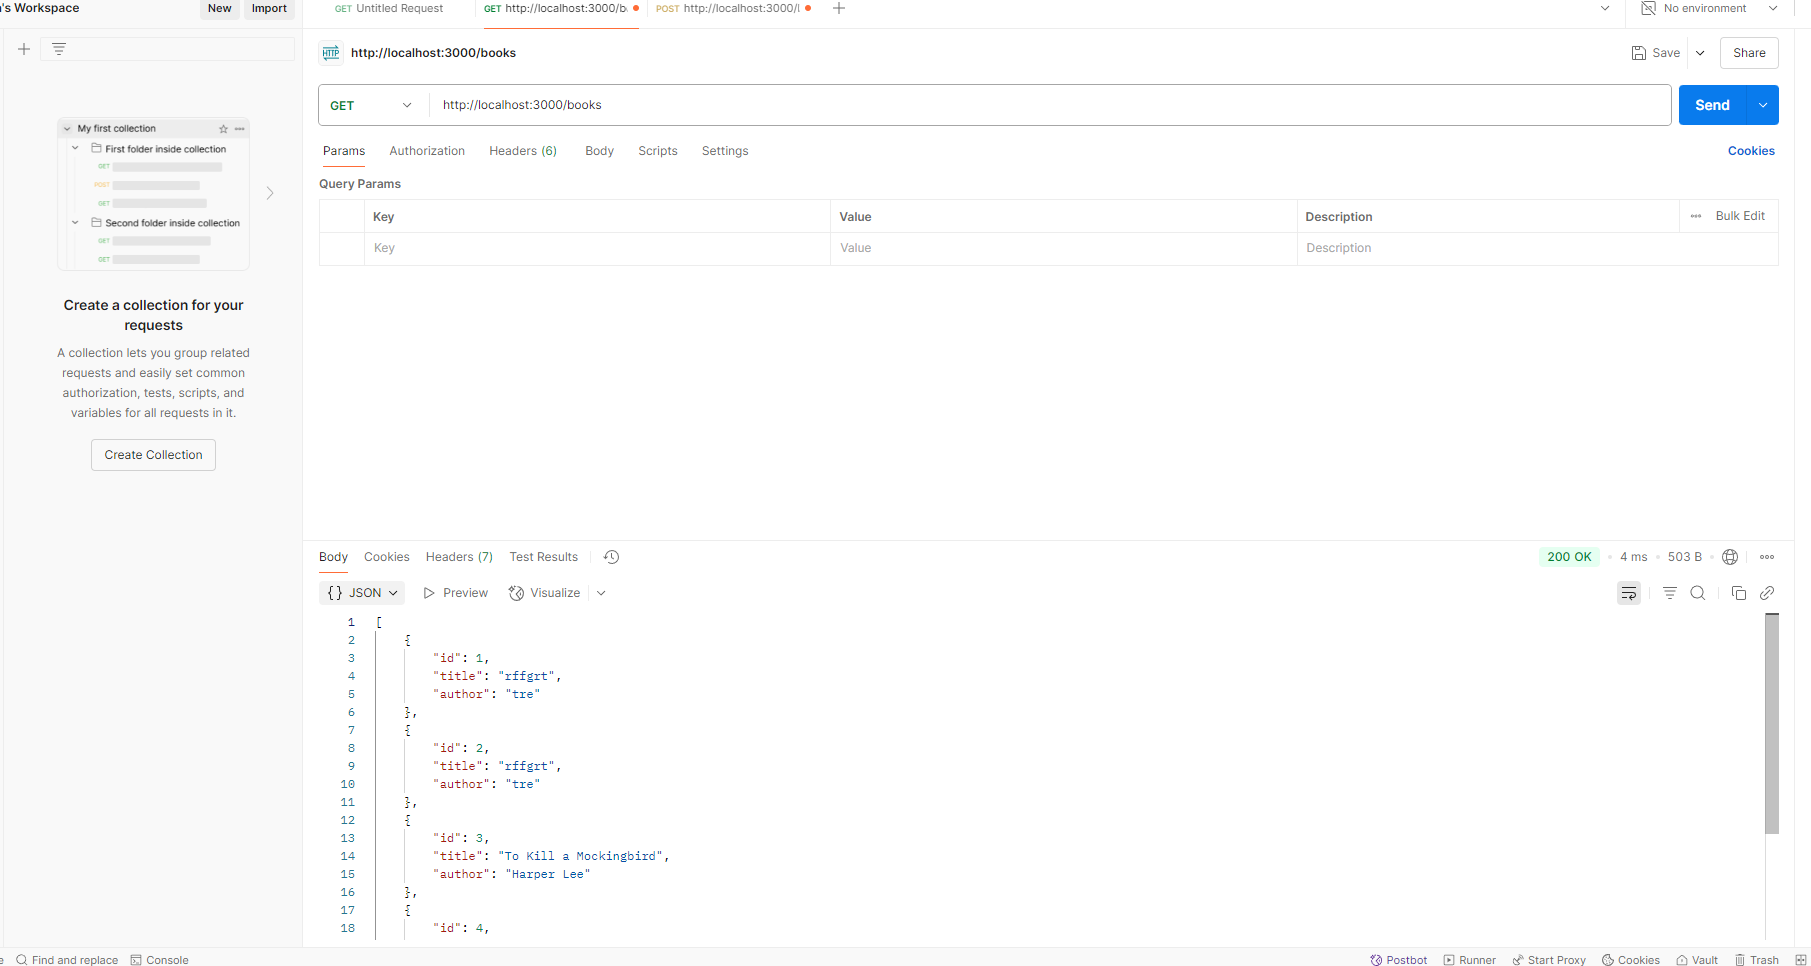 's Workspace
New
Import
GET Untitled Request
GET http://localhost:3000/b
POST http://localhost:3000/l
No environment
http://localhost:3000/books
Save
Share
GET
http://localhost:3000/books
Send
Params
Authorization
Headers (6)
Body
Scripts
Settings
Cookies
Query Params
Key
Value
Description
Bulk Edit
Key
Value
Description
My first collection
First folder inside collection
GET
POST
GET
Second folder inside collection
GET
GET
Create a collection for your
requests
A collection lets you group related
requests and easily set common
authorization, tests, scripts, and
variables for all requests in it.
Create Collection
Body
Cookies
Headers (7)
Test Results
200 OK
4 ms
503 B
{} JSON
Preview
Visualize
1 [
2 {
3 "id": 1,
4 "title": "rffgrt",
5 "author": "tre"
6 },
7 {
8 "id": 2,
9 "title": "rffgrt",
10 "author": "tre"
11 },
12 {
13 "id": 3,
14 "title": "To Kill a Mockingbird",
15 "author": "Harper Lee"
16 },
17 {
18 "id": 4,
Find and replace
Console
Postbot
Runner
Start Proxy
Cookies
Vault
Trash